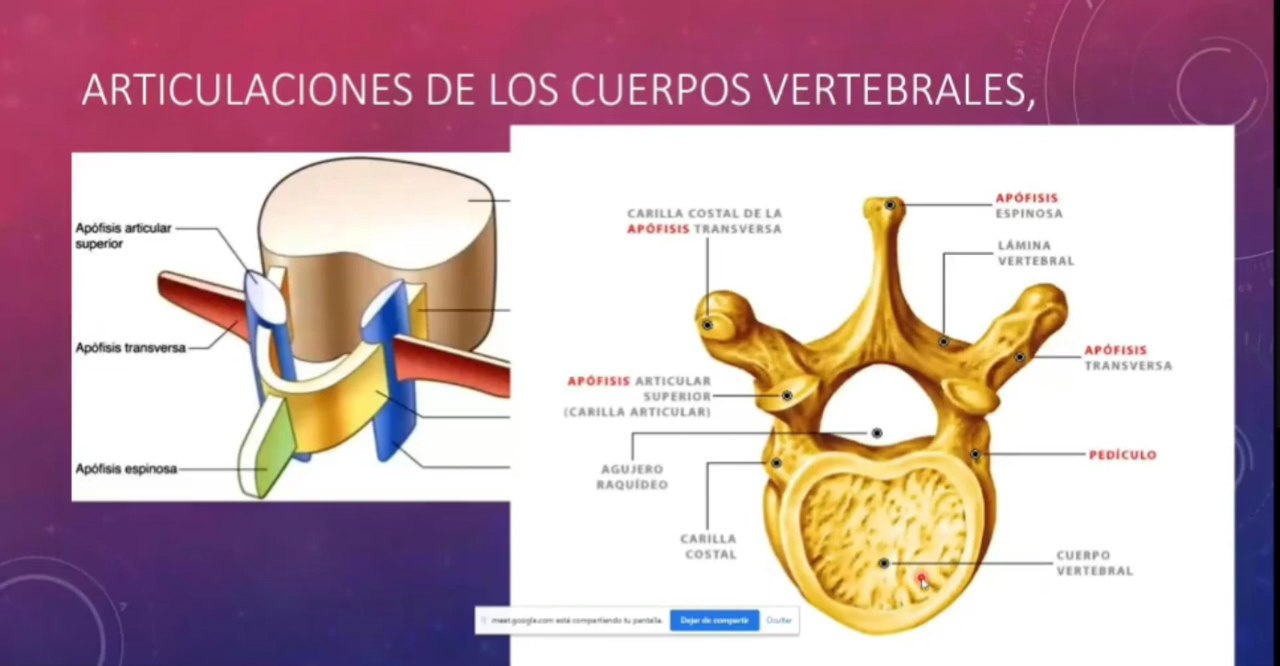 ARTICULACIONES DE LOS CUERPOS VERTEBRALES,
Apófisis articular
superior
Apófisis transversa
Apófisis espinosa
CARILLA COSTAL DE LA
APÓFISIS TRANSVERSA
APÓFISIS
ESPINOSA
LÁMINA
VERTEBRAL
APÓFISIS
TRANSVERSA
APÓFISIS ARTICULAR
SUPERIOR
(CARILLA ARTICULAR)
AGUJERO
RAQUÍDEO
PEDÍCULO
CARILLA
COSTAL
CUERPO
VERTEBRAL
meet.google.com está compartiendo tu pantalla.
Dejar de compartir
Ocultar